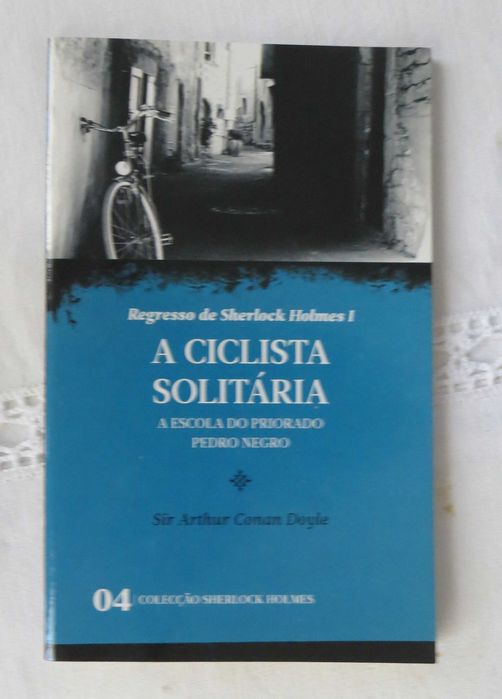 Regresso de Sherlock Holmes I
A CICLISTA
SOLITÁRIA
A ESCOLA DO PRIORADO
PEDRO NEGRO
Sir Arthur Conan Doyle
04 COLECÇÃO SHERLOCK HOLMES